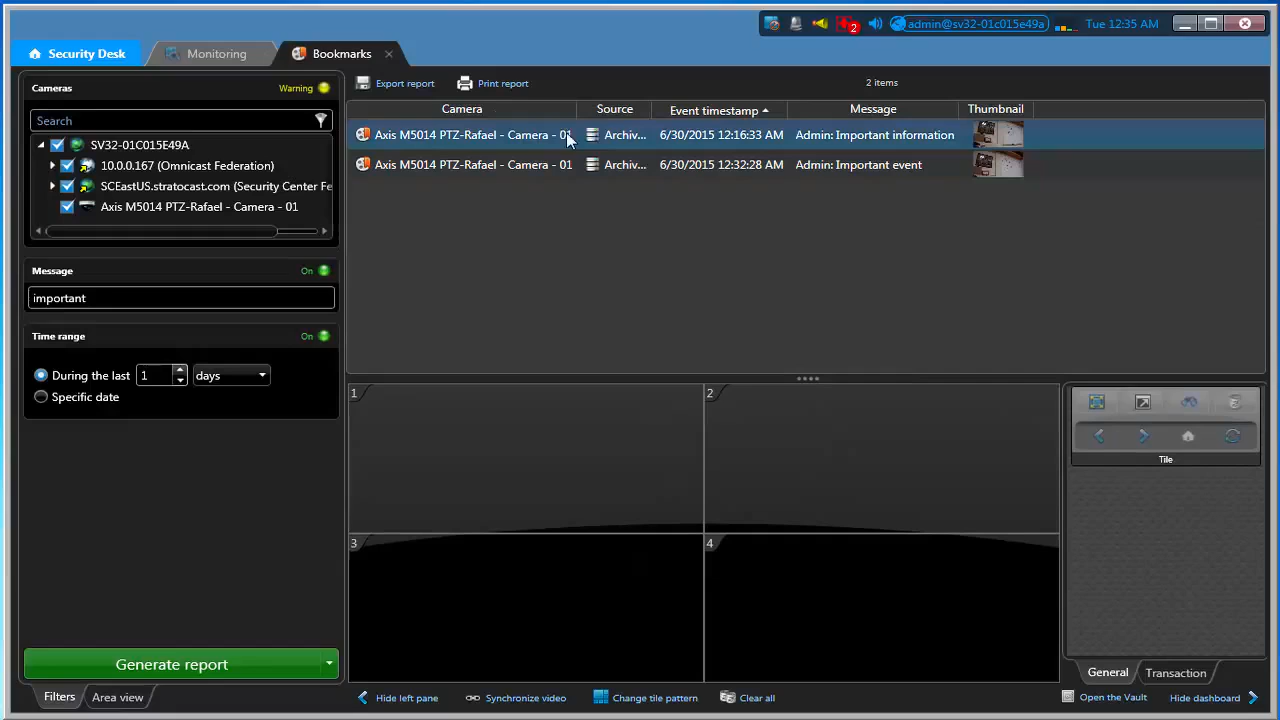 2
admin@sv32-01c015e49a
Tue 12:35 AM
Security Desk
Monitoring
Bookmarks
Cameras
Warning
Export report
Print report
2 items
Search
Camera
Source
Event timestamp
Message
Thumbnail
SV32-01C015E49A
10.0.0.167 (Omnicast Federation)
SCEastUS.stratocast.com (Security Center Fe
Axis M5014 PTZ-Rafael - Camera - 01
Axis M5014 PTZ-Rafael - Camera - 01
Archiv...
6/30/2015 12:16:33 AM
Admin: Important information
Axis M5014 PTZ-Rafael - Camera - 01
Archiv...
6/30/2015 12:32:28 AM
Admin: Important event
Message
On
important
Time range
On
During the last
1
days
Specific date
1
2
3
4
Tile
General
Transaction
Generate report
Filters
Area view
Hide left pane
Synchronize video
Change tile pattern
Clear all
Open the Vault
Hide dashboard